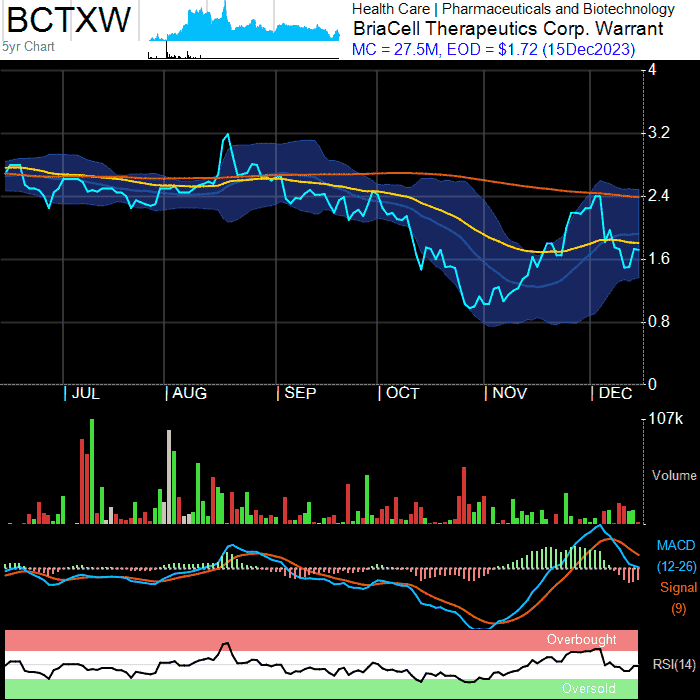 BCTXW
5yr Chart
Health Care | Pharmaceuticals and Biotechnology
BriaCell Therapeutics Corp. Warrant
MC = 27.5M, EOD = $1.72 (15Dec2023)
4
3.2
2.4
1.6
0.8
0
JUL AUG SEP OCT NOV DEC
107k
Volume
MACD
(12-26)
Signal
(9)
Overbought
RSI(14)
Oversold